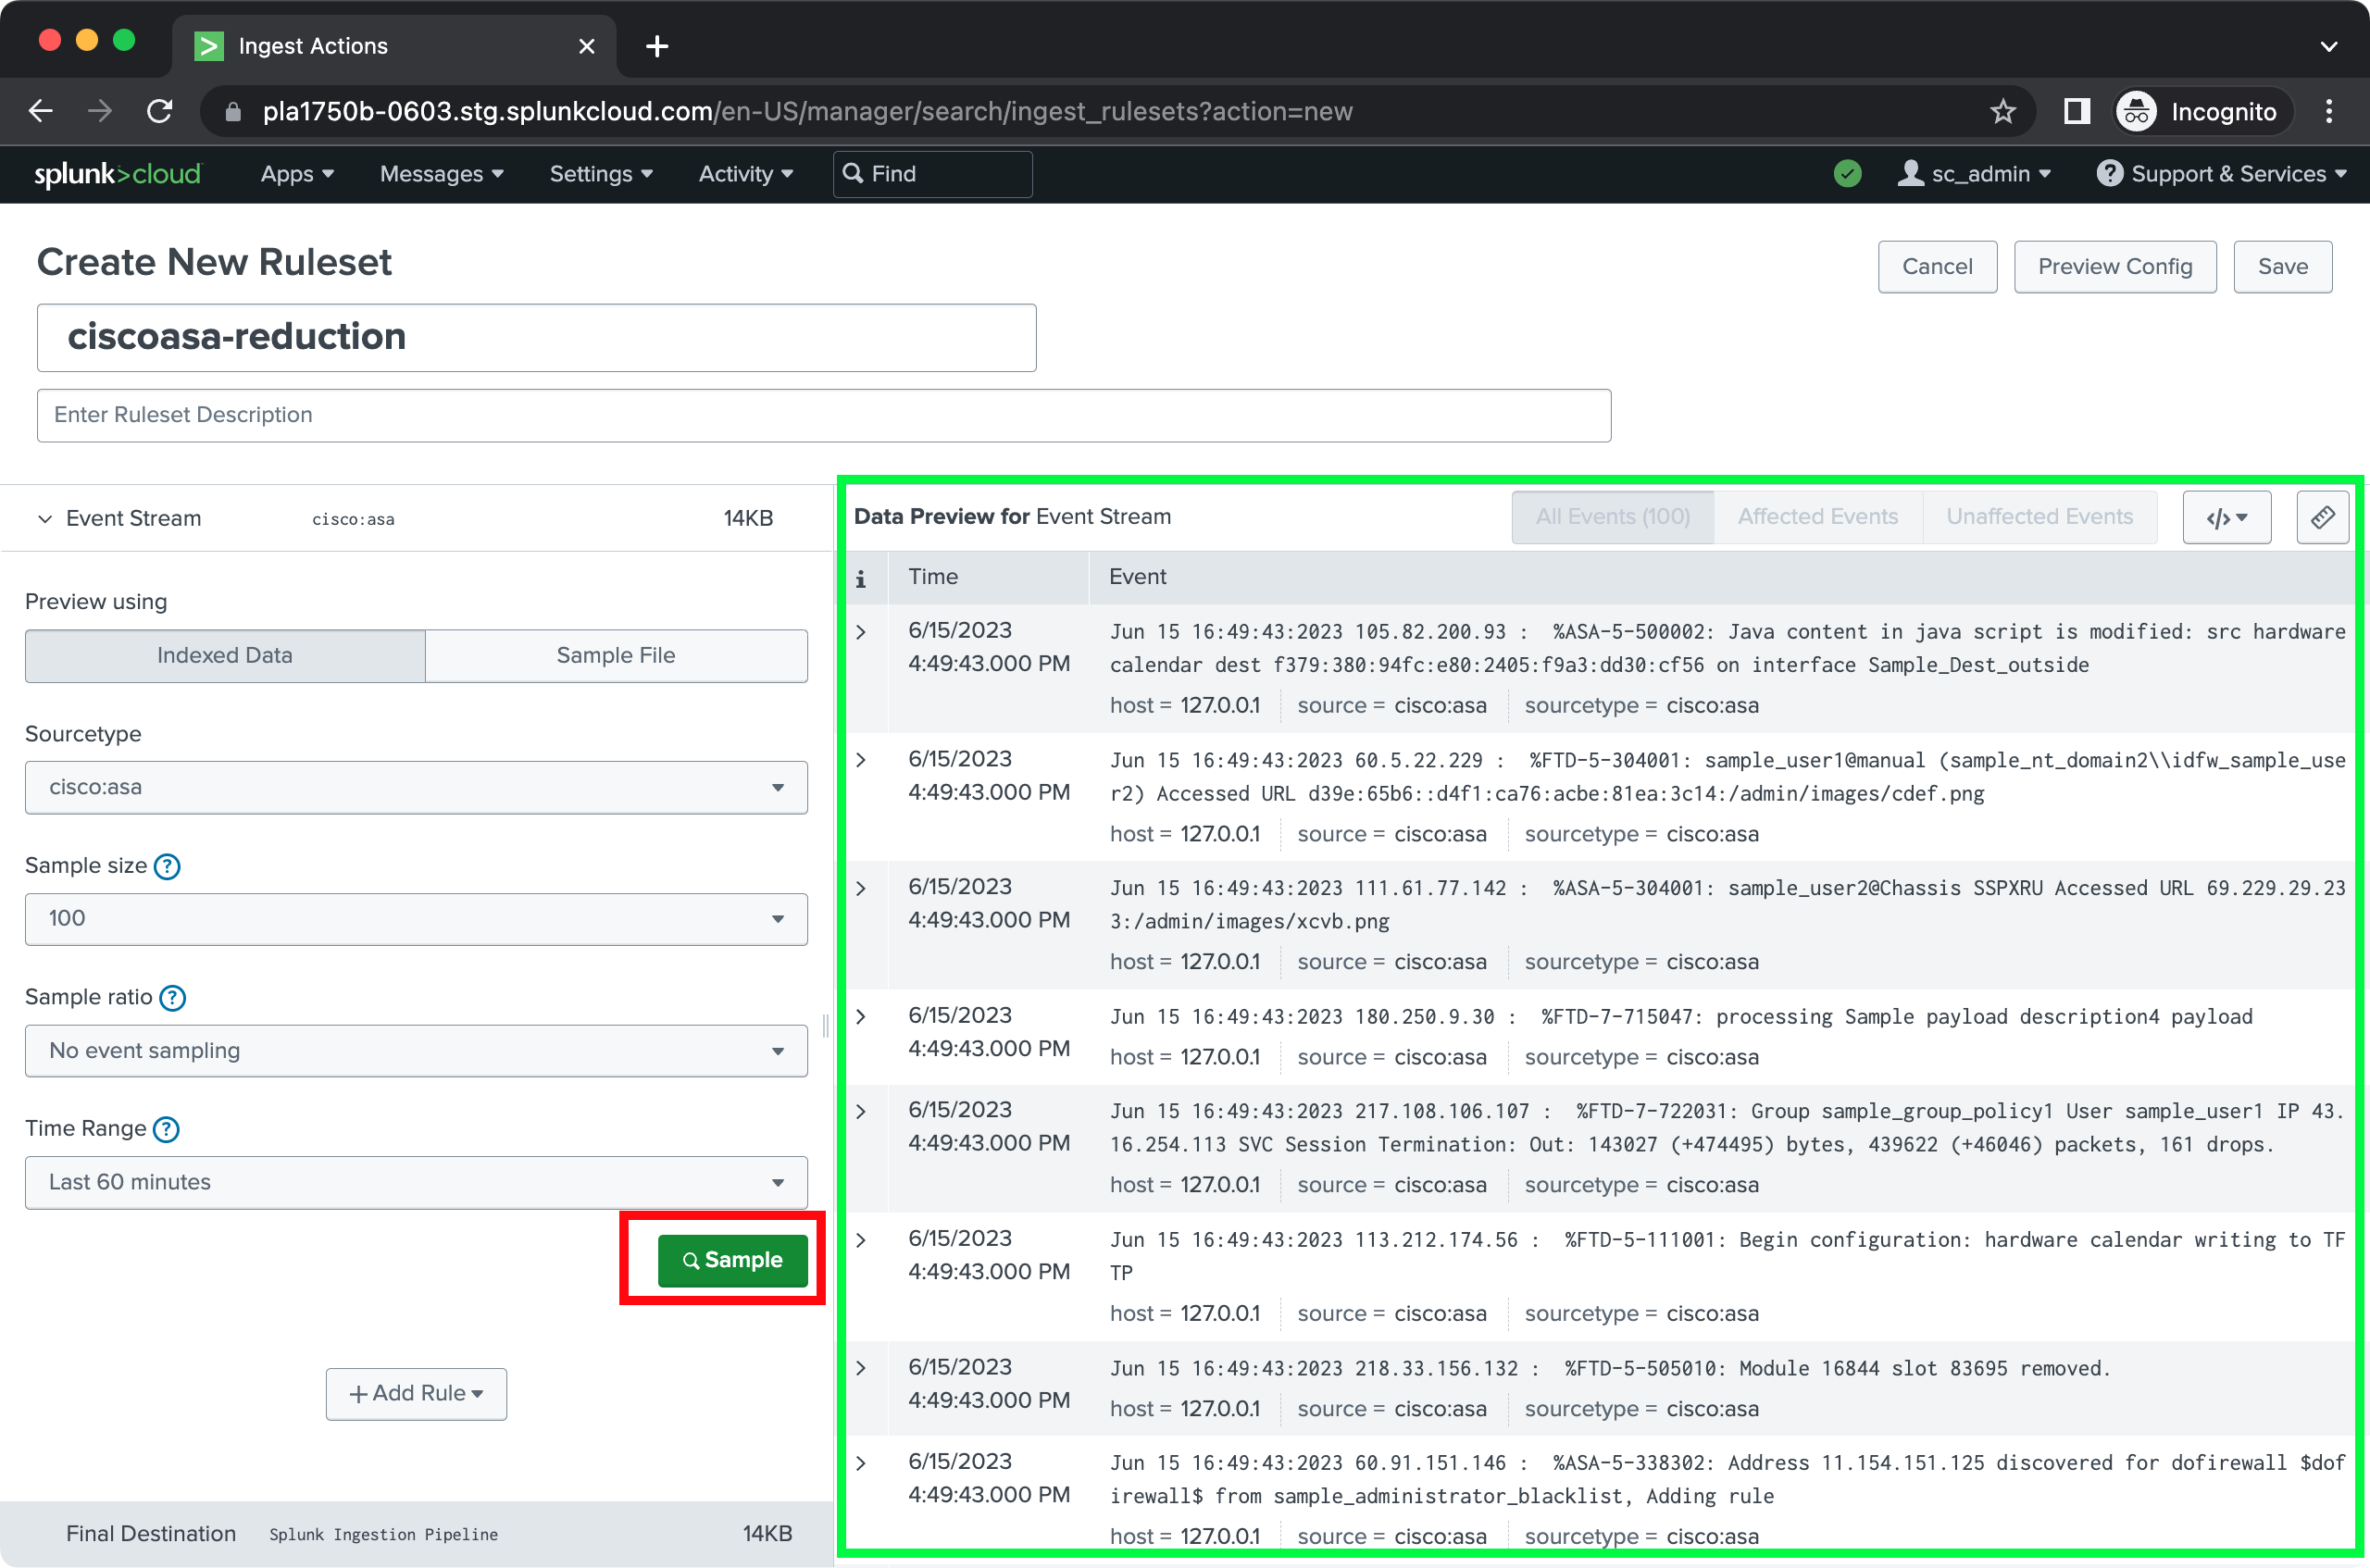 Ingest Actions
pla1750b-0603.stg.splunkcloud.com/en-US/manager/search/ingest_rulesets?action=new
Incognito
splunk>cloud Apps Messages Settings Activity Find sc_admin Support & Services
Create New Ruleset
Cancel Preview Config Save
ciscoasa-reduction
Enter Ruleset Description
Event Stream cisco:asa 14KB
Preview using
Indexed Data Sample File
Sourcetype
cisco:asa
Sample size ?
100
Sample ratio ?
No event sampling
Time Range ?
Last 60 minutes
Sample
+ Add Rule
Final Destination Splunk Ingestion Pipeline 14KB
Data Preview for Event Stream
All Events (100) Affected Events Unaffected Events </>
i Time Event
6/15/2023
4:49:43.000 PM
Jun 15 16:49:43:2023 105.82.200.93 : %ASA-5-500002: Java content in java script is modified: src hardware
calendar dest f379:380:94fc:e80:2405:f9a3:dd30:cf56 on interface Sample_Dest_outside
host = 127.0.0.1 source = cisco:asa sourcetype = cisco:asa
6/15/2023
4:49:43.000 PM
Jun 15 16:49:43:2023 60.5.22.229 : %FTD-5-304001: sample_user1@manual (sample_nt_domain2\\idfw_sample_use
r2) Accessed URL d39e:65b6::d4f1:ca76:acbe:81ea:3c14:/admin/images/cdef.png
host = 127.0.0.1 source = cisco:asa sourcetype = cisco:asa
6/15/2023
4:49:43.000 PM
Jun 15 16:49:43:2023 111.61.77.142 : %ASA-5-304001: sample_user2@Chassis SSPXRU Accessed URL 69.229.29.23
3:/admin/images/xcvb.png
host = 127.0.0.1 source = cisco:asa sourcetype = cisco:asa
6/15/2023
4:49:43.000 PM
Jun 15 16:49:43:2023 180.250.9.30 : %FTD-7-715047: processing Sample payload description4 payload
host = 127.0.0.1 source = cisco:asa sourcetype = cisco:asa
6/15/2023
4:49:43.000 PM
Jun 15 16:49:43:2023 217.108.106.107 : %FTD-7-722031: Group sample_group_policy1 User sample_user1 IP 43.
16.254.113 SVC Session Termination: Out: 143027 (+474495) bytes, 439622 (+46046) packets, 161 drops.
host = 127.0.0.1 source = cisco:asa sourcetype = cisco:asa
6/15/2023
4:49:43.000 PM
Jun 15 16:49:43:2023 113.212.174.56 : %FTD-5-111001: Begin configuration: hardware calendar writing to TF
TP
host = 127.0.0.1 source = cisco:asa sourcetype = cisco:asa
6/15/2023
4:49:43.000 PM
Jun 15 16:49:43:2023 218.33.156.132 : %FTD-5-505010: Module 16844 slot 83695 removed.
host = 127.0.0.1 source = cisco:asa sourcetype = cisco:asa
6/15/2023
4:49:43.000 PM
Jun 15 16:49:43:2023 60.91.151.146 : %ASA-5-338302: Address 11.154.151.125 discovered for dofirewall $dof
irewall$ from sample_administrator_blacklist, Adding rule
host = 127.0.0.1 source = cisco:asa sourcetype = cisco:asa